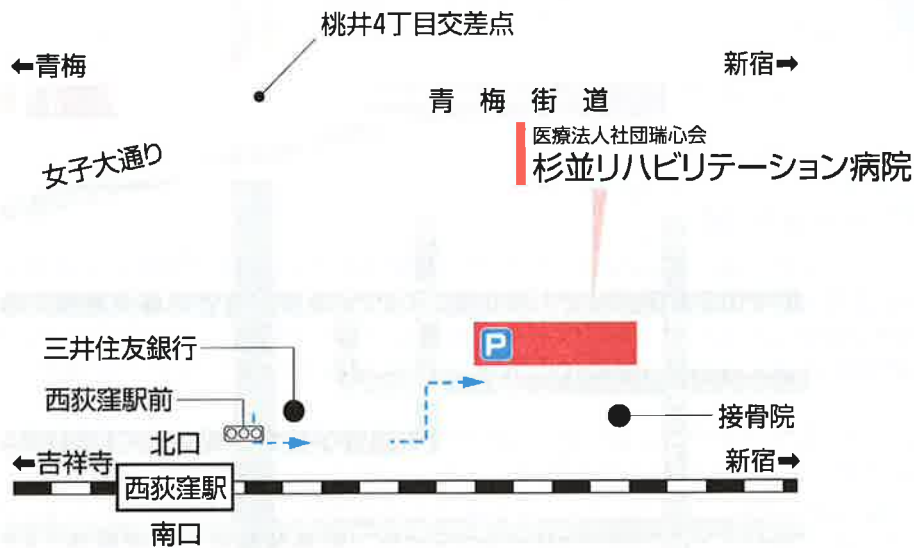 桃井4丁目交差点
←青梅
新宿→
青梅街道
医療法人社団瑞心会
杉並リハビリテーション病院
女子大通り
P
三井住友銀行
西荻窪駅前
接骨院
北口
←吉祥寺
新宿→
西荻窪駅
南口